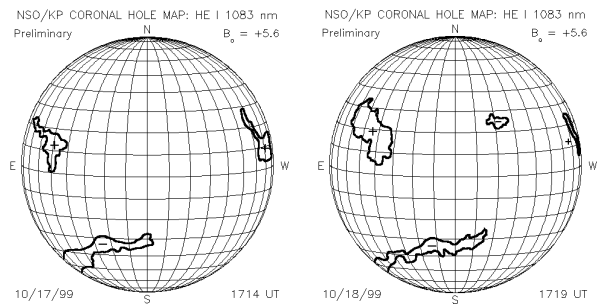 NSO/KP CORONAL HOLE MAP: HE I 1083 nm
Preliminary
N
B₀ = +5.6
+
+
E
W
−
10/17/99
S
1714 UT
NSO/KP CORONAL HOLE MAP: HE I 1083 nm
Preliminary
N
B₀ = +5.6
−
+
+
E
W
−
10/18/99
S
1719 UT